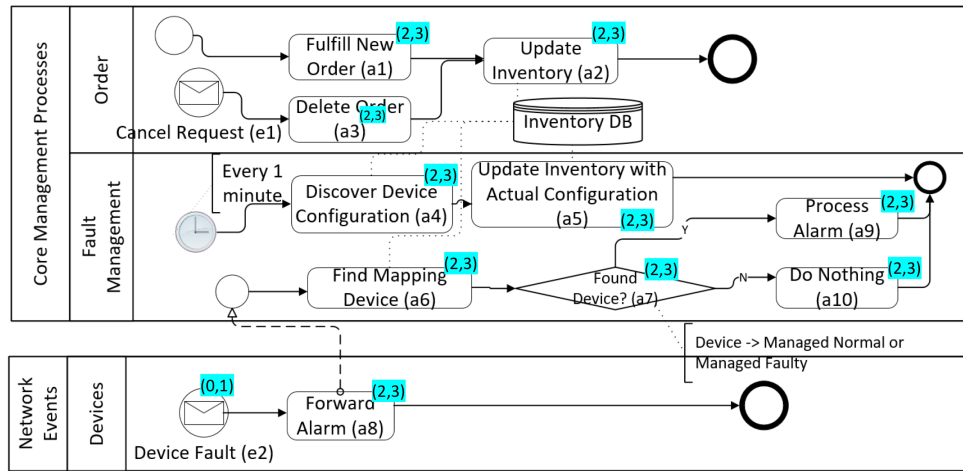 Core Management Processes
Order
(2,3)
Fulfill New
Order (a1)
(2,3)
Update
Inventory (a2)
Cancel Request (e1)
Delete Order
(2,3)
(a3)
Inventory DB
Fault
Management
Every 1
minute
(2,3)
Discover Device
Configuration (a4)
Update Inventory with
Actual Configuration
(a5)
(2,3)
Y
(2,3)
Process
Alarm (a9)
(2,3)
Find Mapping
Device (a6)
(2,3)
Found
Device? (a7)
N
(2,3)
Do Nothing
(a10)
Device -> Managed Normal or
Managed Faulty
Network
Events
Devices
(0,1)
Device Fault (e2)
(2,3)
Forward
Alarm (a8)